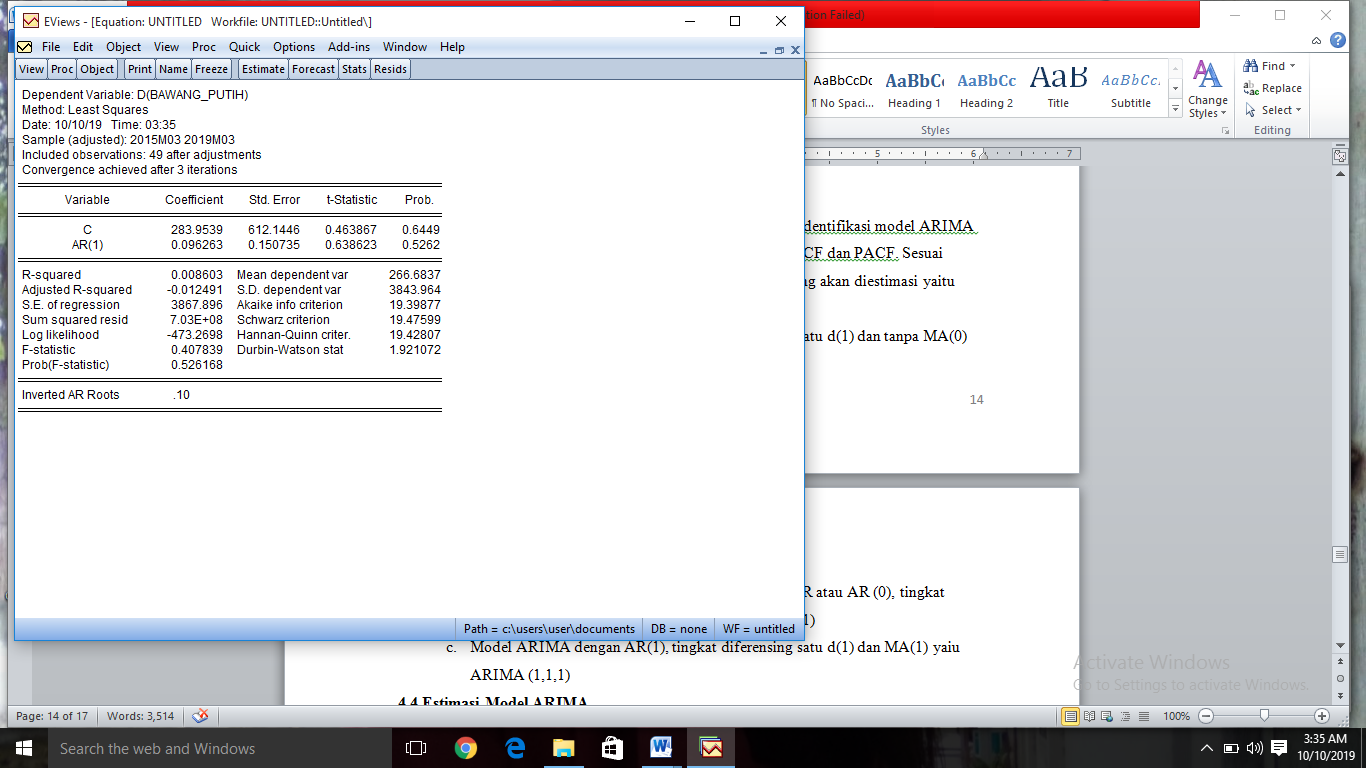 EViews - [Equation: UNTITLED   Workfile: UNTITLED::Untitled\]
tion Failed)
File Edit Object View Proc Quick Options Add-ins Window Help
View Proc Object Print Name Freeze Estimate Forecast Stats Resids
Dependent Variable: D(BAWANG_PUTIH)
Method: Least Squares
Date: 10/10/19   Time: 03:35
Sample (adjusted): 2015M03 2019M03
Included observations: 49 after adjustments
Convergence achieved after 3 iterations
Variable Coefficient Std. Error t-Statistic Prob.
C 283.9539 612.1446 0.463867 0.6449
AR(1) 0.096263 0.150735 0.638623 0.5262
R-squared 0.008603 Mean dependent var 266.6837
Adjusted R-squared -0.012491 S.D. dependent var 3843.964
S.E. of regression 3867.896 Akaike info criterion 19.39877
Sum squared resid 7.03E+08 Schwarz criterion 19.47599
Log likelihood -473.2698 Hannan-Quinn criter. 19.42807
F-statistic 0.407839 Durbin-Watson stat 1.921072
Prob(F-statistic) 0.526168
Inverted AR Roots .10
Path = c:\users\user\documents DB = none WF = untitled
AaBbCcDc AaBbC AaBbCc AaB AaBbCc.
¶ No Spaci... Heading 1 Heading 2 Title Subtitle
Change
Styles
Find
Replace
Select
Styles Editing
5 6 7
dentifikasi model ARIMA
CF dan PACF. Sesuai
ng akan diestimasi yaitu
atu d(1) dan tanpa MA(0)
14
R atau AR (0), tingkat
1)
c. Model ARIMA dengan AR(1), tingkat diferensing satu d(1) dan MA(1) yaiu
ARIMA (1,1,1)
4.4 Estimasi Model ARIMA
Activate Windows
Go to Settings to activate Windows.
Page: 14 of 17 Words: 3,514 100%
Search the web and Windows
3:35 AM
10/10/2019